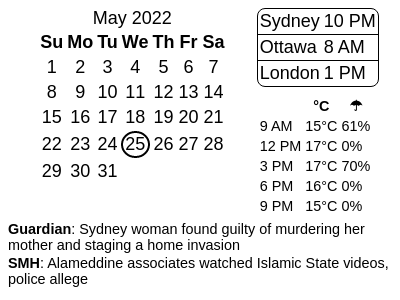 May 2022
Su Mo Tu We Th Fr Sa
1 2 3 4 5 6 7
8 9 10 11 12 13 14
15 16 17 18 19 20 21
22 23 24 25 26 27 28
29 30 31
Sydney 10 PM
Ottawa 8 AM
London 1 PM
°C ☂
9 AM 15°C 61%
12 PM 17°C 0%
3 PM 17°C 70%
6 PM 16°C 0%
9 PM 15°C 0%
Guardian: Sydney woman found guilty of murdering her
mother and staging a home invasion
SMH: Alameddine associates watched Islamic State videos,
police allege